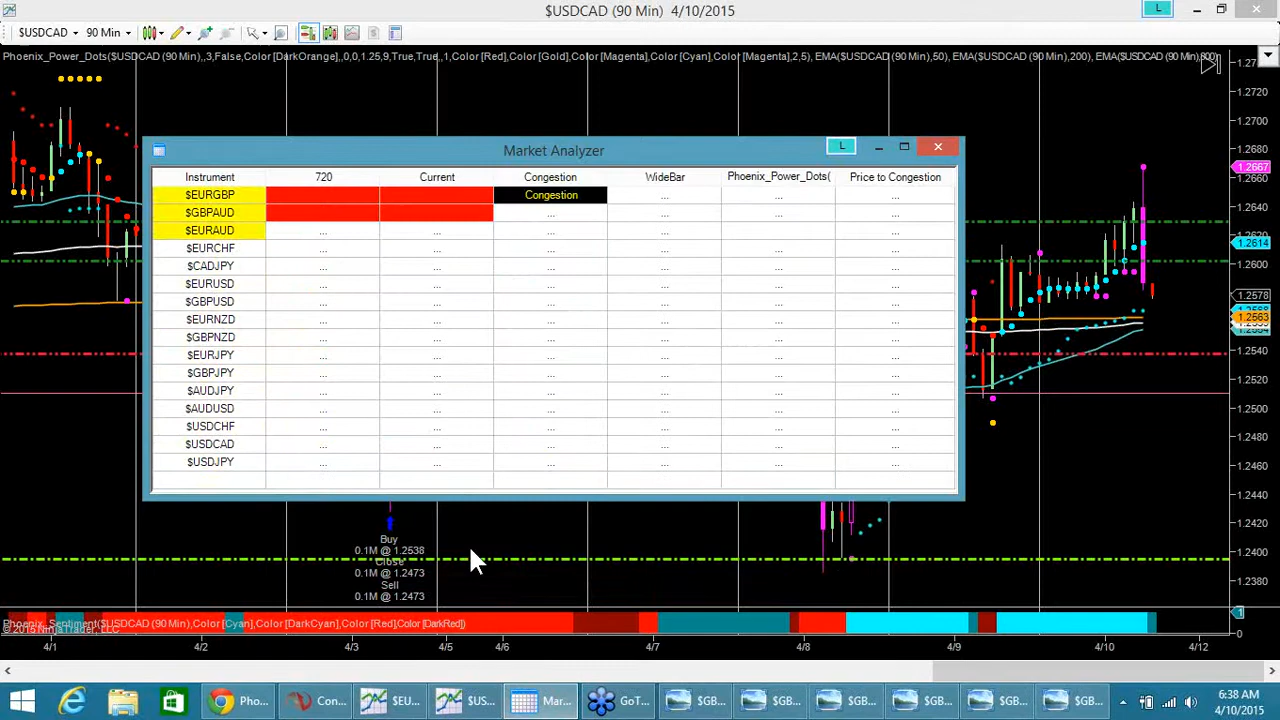 $USDCAD (90 Min) 4/10/2015
L
$USDCAD 90 Min
Phoenix_Power_Dots($USDCAD (90 Min),,3,False,Color [DarkOrange],,0,0,1.25,9,True,True,,1,Color [Red],Color [Gold],Color [Magenta],Color [Cyan],Color [Magenta],2,5), EMA($USDCAD (90 Min),50), EMA($USDCAD (90 Min),200), EMA($USDCAD (90 Min),800)
Market Analyzer
L
Instrument 720 Current Congestion WideBar Phoenix_Power_Dots( Price to Congestion
$EURGBP Congestion ... ... ...
$GBPAUD ... ... ... ...
$EURAUD ... ... ... ... ... ...
$EURCHF ... ... ... ... ... ...
$CADJPY ... ... ... ... ... ...
$EURUSD ... ... ... ... ... ...
$GBPUSD ... ... ... ... ... ...
$EURNZD ... ... ... ... ... ...
$GBPNZD ... ... ... ... ... ...
$EURJPY ... ... ... ... ... ...
$GBPJPY ... ... ... ... ... ...
$AUDJPY ... ... ... ... ... ...
$AUDUSD ... ... ... ... ... ...
$USDCHF ... ... ... ... ... ...
$USDCAD ... ... ... ... ... ...
$USDJPY ... ... ... ... ... ...
1.2720
1.2700
1.2680
1.2667
1.2660
1.2640
1.2614
1.2600
1.2578
1.2563
1.2540
1.2520
1.2500
1.2480
1.2460
1.2440
1.2420
1.2400
1.2380
Buy
0.1M @ 1.2538
Close
0.1M @ 1.2473
Sell
0.1M @ 1.2473
Phoenix_Sentiment($USDCAD (90 Min),Color [Cyan],Color [DarkCyan],Color [Red],Color [DarkRed])
1
© 2015 NinjaTrader, LLC
0
4/1 4/2 4/3 4/5 4/6 4/7 4/8 4/9 4/10 4/12
Pho... Con... $EU... $US... Mar... GoT... $GB... $GB... $GB... $GB... $GB... $GB...
6:38 AM
4/10/2015